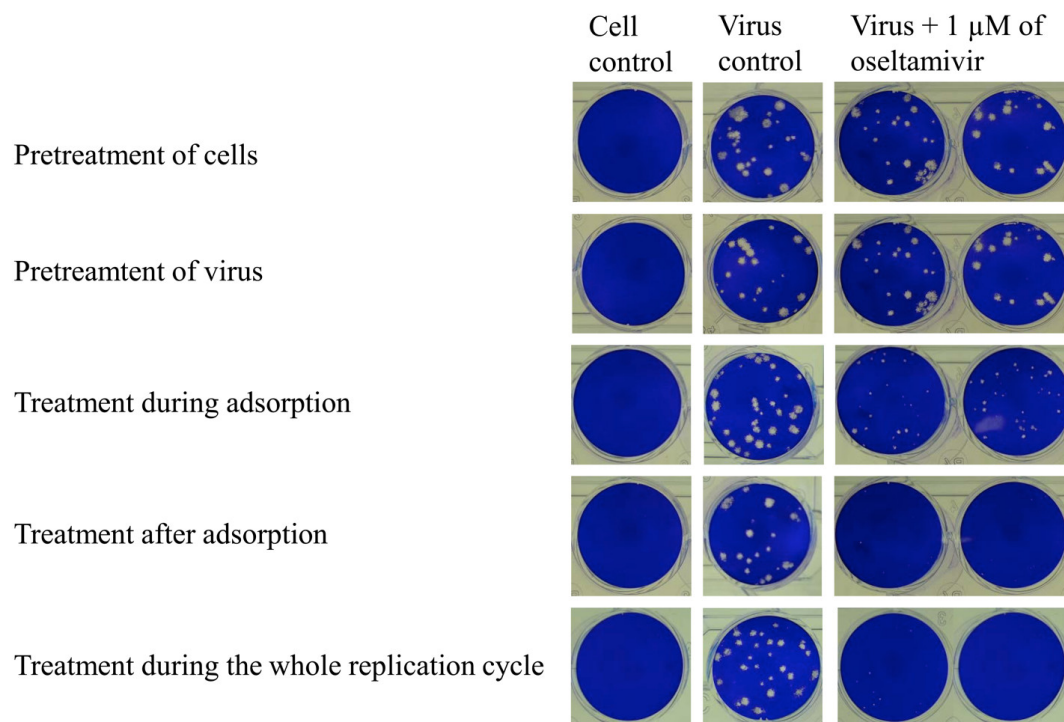 Cell control
Virus control
Virus + 1 µM of oseltamivir
Pretreatment of cells
Pretreamtent of virus
Treatment during adsorption
Treatment after adsorption
Treatment during the whole replication cycle